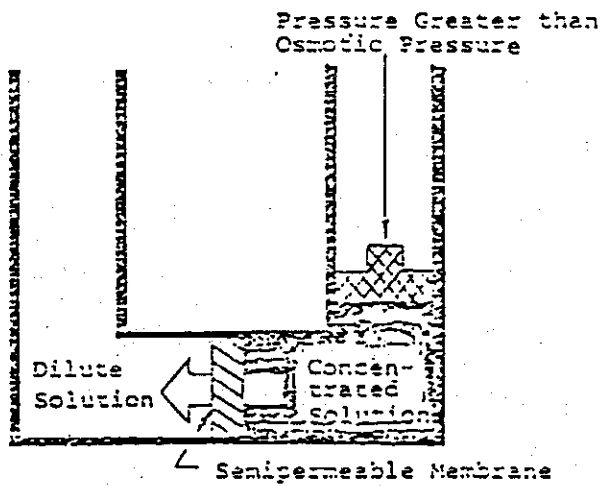 Pressure Greater than
Osmotic Pressure
Dilute
Solution
Concen-
trated
Solution
Semipermeable Membrane